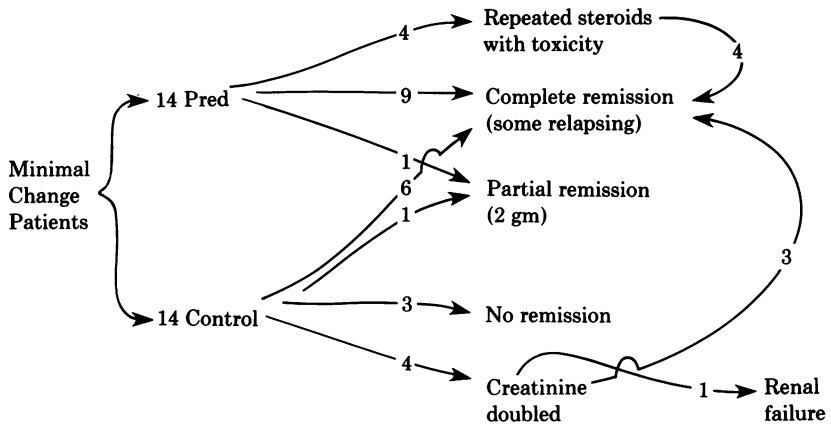 Repeated steroids
with toxicity
4
4
14 Pred
9
Complete remission
(some relapsing)
Minimal
Change
Patients
1
6
Partial remission
(2 gm)
1
3
14 Control
3
No remission
4
Creatinine
doubled
1
Renal
failure